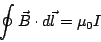 ∮ B⃗ · dl⃗ = μ₀I